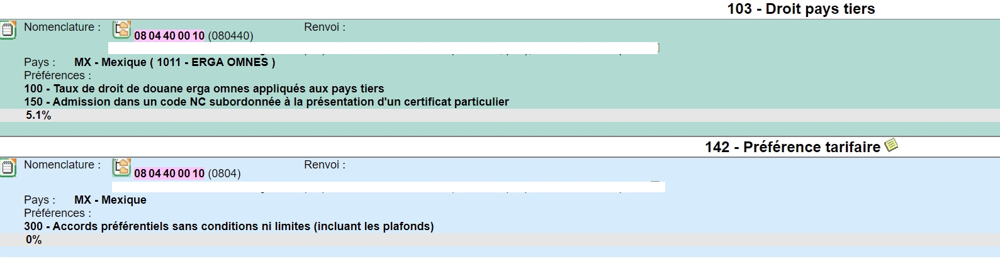 103 - Droit pays tiers
Nomenclature : 08 04 40 00 10 (080440) Renvoi :
Pays : MX - Mexique ( 1011 - ERGA OMNES )
Préférences :
100 - Taux de droit de douane erga omnes appliqués aux pays tiers
150 - Admission dans un code NC subordonnée à la présentation d'un certificat particulier
5.1%
142 - Préférence tarifaire
Nomenclature : 08 04 40 00 10 (0804) Renvoi :
Pays : MX - Mexique
Préférences :
300 - Accords préférentiels sans conditions ni limites (incluant les plafonds)
0%